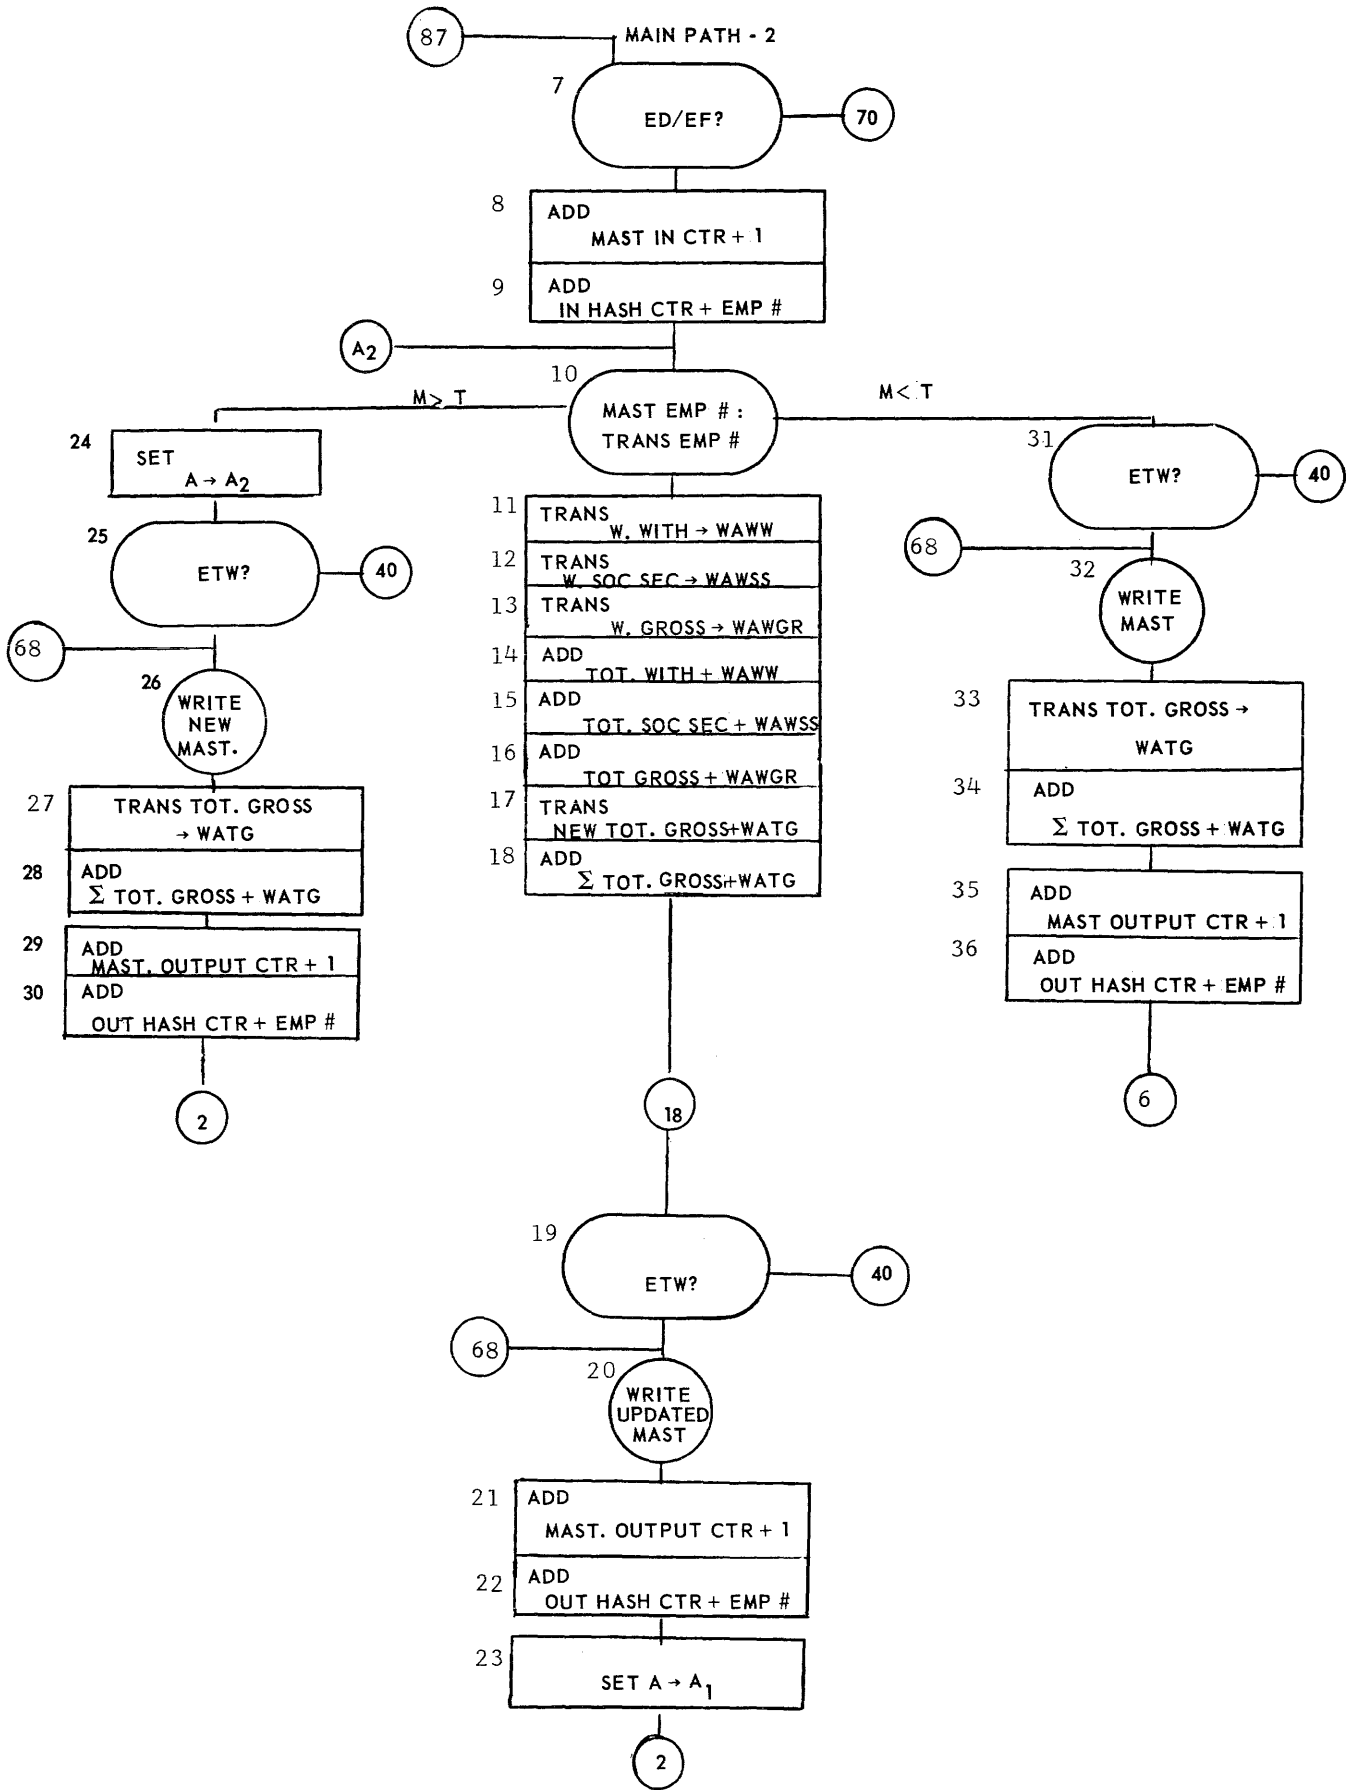 87
MAIN PATH - 2
7
ED/EF?
70
8
ADD
MAST IN CTR + 1
9
ADD
IN HASH CTR + EMP #
A2
10
MAST EMP # :
TRANS EMP #
M > T
M < T
24
SET
A → A2
25
ETW?
40
68
26
WRITE
NEW
MAST.
27
TRANS TOT. GROSS
→ WATG
28
ADD
Σ TOT. GROSS + WATG
29
ADD
MAST. OUTPUT CTR + 1
30
ADD
OUT HASH CTR + EMP #
2
11
TRANS
W. WITH → WAWW
12
TRANS
W. SOC SEC → WAWSS
13
TRANS
W. GROSS → WAWGR
14
ADD
TOT. WITH + WAWW
15
ADD
TOT. SOC SEC + WAWSS
16
ADD
TOT GROSS + WAWGR
17
TRANS
NEW TOT. GROSS+WATG
18
ADD
Σ TOT. GROSS+WATG
18
19
ETW?
40
68
20
WRITE
UPDATED
MAST
21
ADD
MAST. OUTPUT CTR + 1
22
ADD
OUT HASH CTR + EMP #
23
SET A → A1
2
31
ETW?
40
68
32
WRITE
MAST
33
TRANS TOT. GROSS →
WATG
34
ADD
Σ TOT. GROSS + WATG
35
ADD
MAST OUTPUT CTR + 1
36
ADD
OUT HASH CTR + EMP #
6